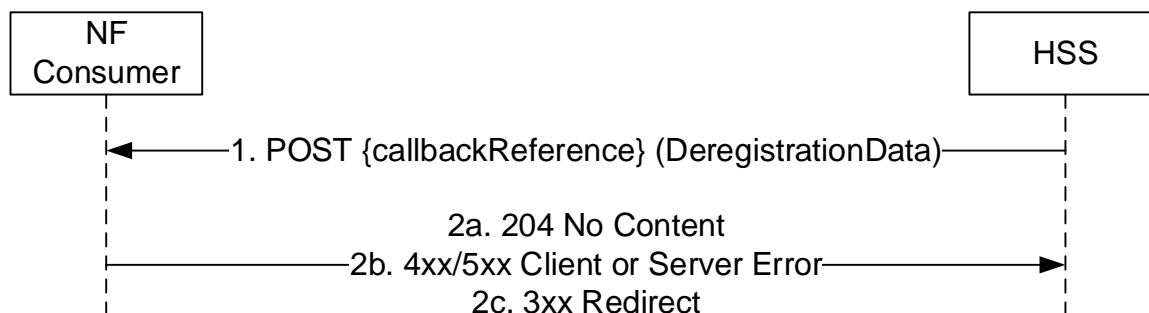 NF
Consumer
HSS
1. POST {callbackReference} (DeregistrationData)
2a. 204 No Content
2b. 4xx/5xx Client or Server Error
2c. 3xx Redirect